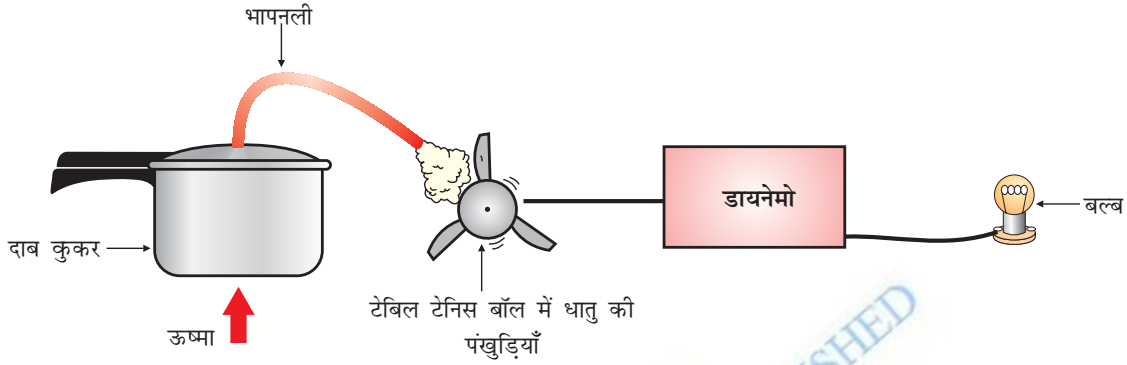 भापनली
डायनेमो
बल्ब
दाब कुकर
टेबिल टेनिस बॉल में धातु की
पंखुड़ियाँ
ऊष्मा